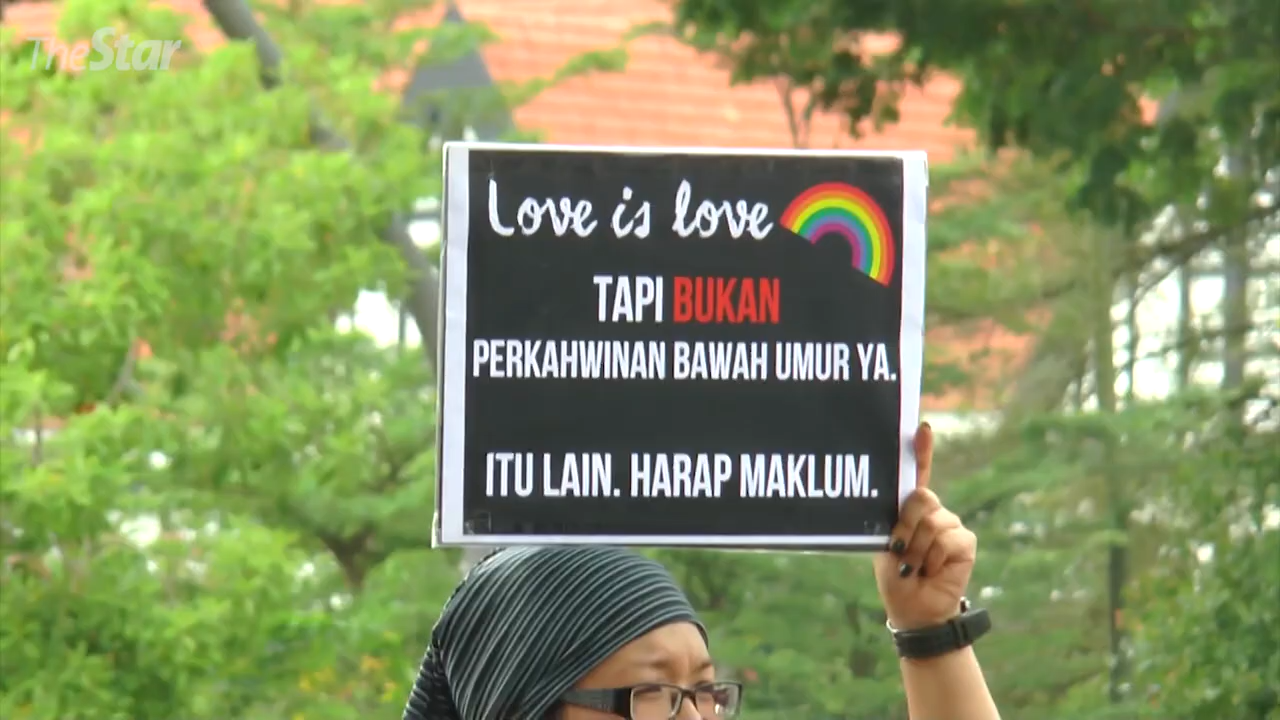 TheStar
Love is love
TAPI BUKAN
PERKAHWINAN BAWAH UMUR YA.
ITU LAIN. HARAP MAKLUM.